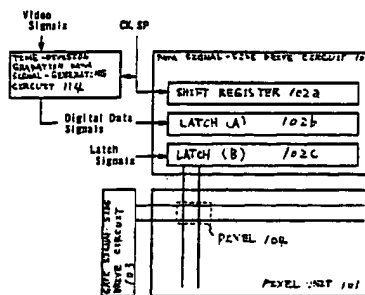 Video
Signals
CK, SP
TIME-DIVISION
GRADATION DATA
SIGNAL-GENERATING
CIRCUIT 114
DATA SIGNAL-SIDE DRIVE CIRCUIT 10
SHIFT REGISTER 102a
Digital Data
Signals
LATCH (A) 102b
Latch
Signals
LATCH (B) 102c
GATE SIGNAL-SIDE
DRIVE CIRCUIT
103
PIXEL 104
PIXEL UNIT 101